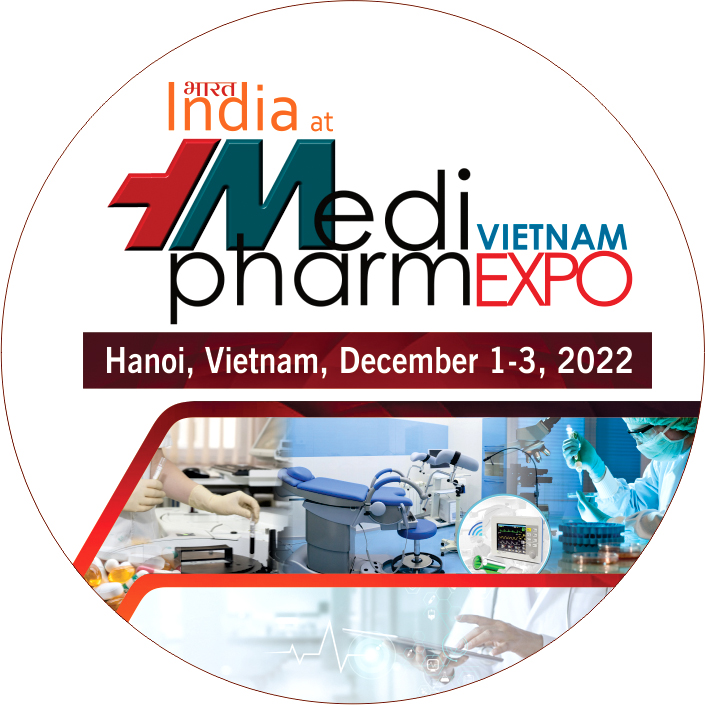 भारत
India at
Medi
VIETNAM
pharm EXPO
Hanoi, Vietnam, December 1-3, 2022